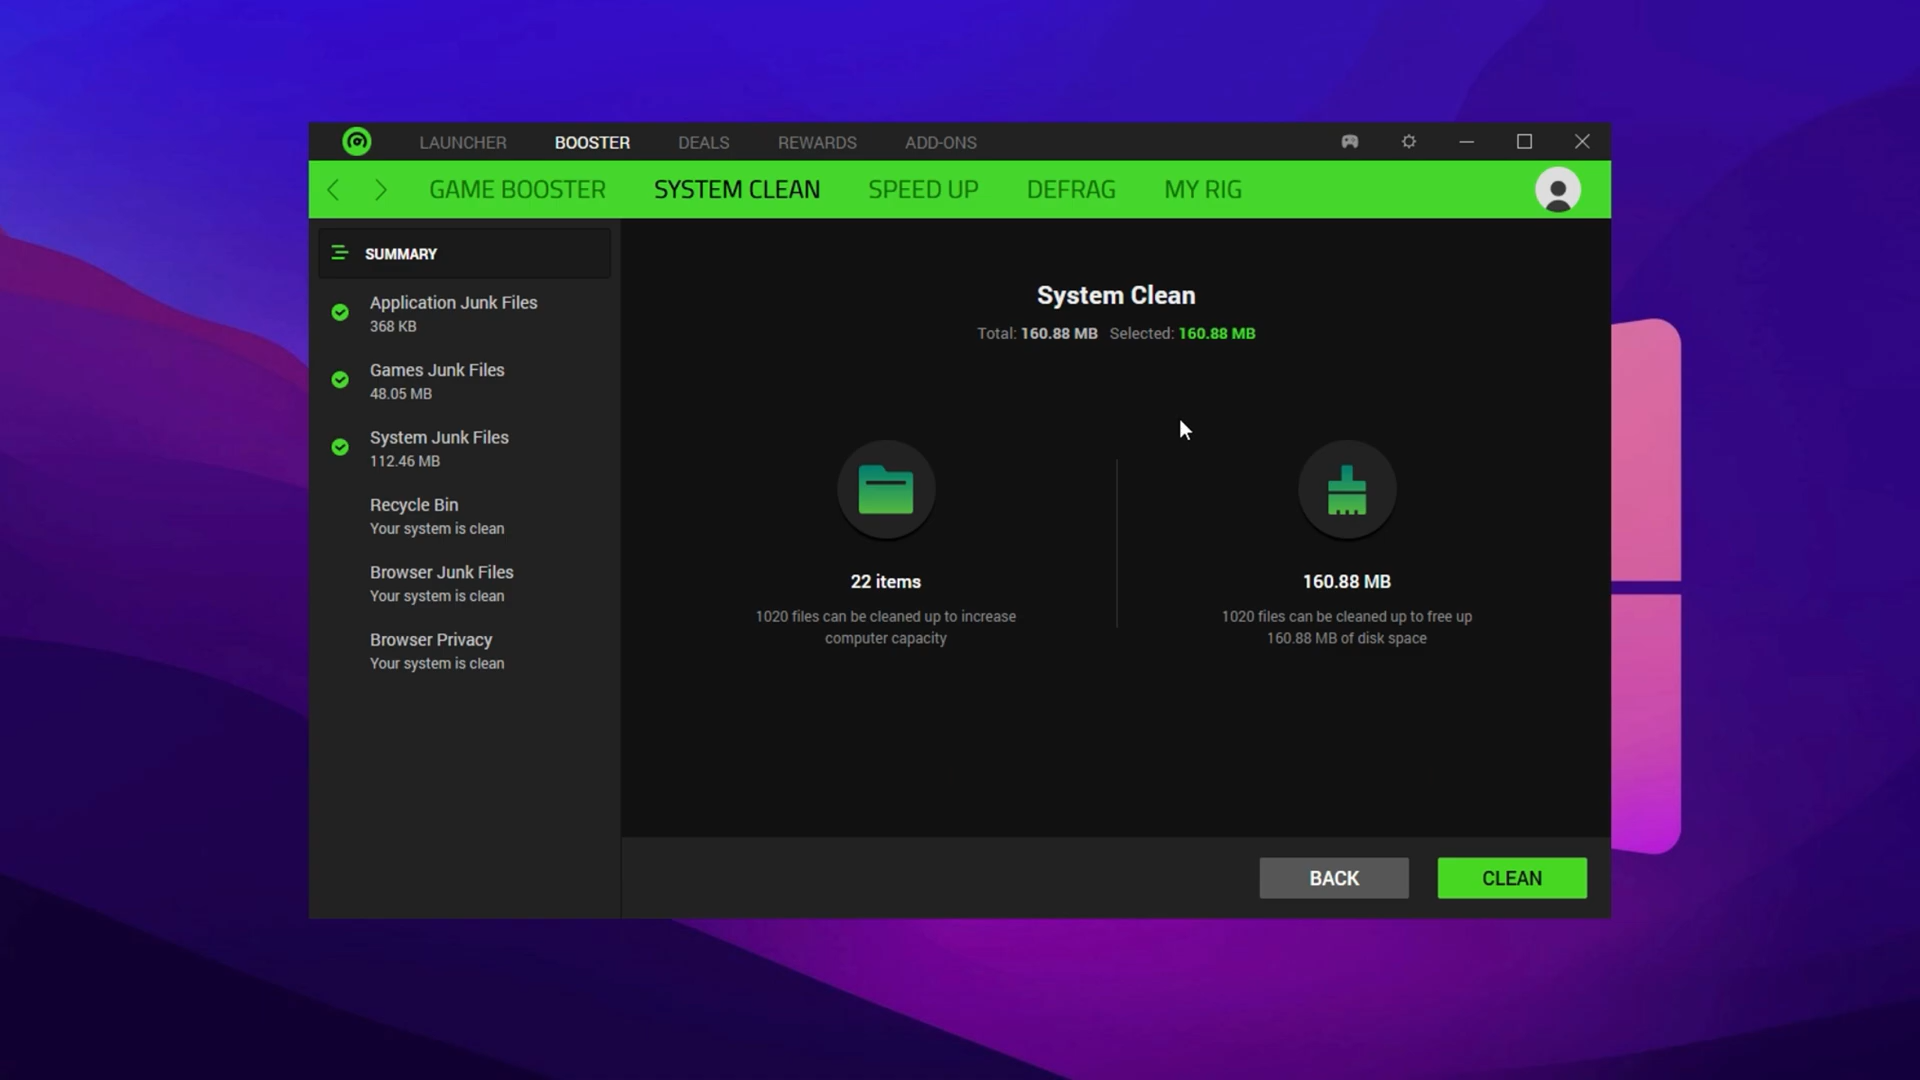 LAUNCHER BOOSTER DEALS REWARDS ADD-ONS
GAME BOOSTER SYSTEM CLEAN SPEED UP DEFRAG MY RIG
SUMMARY
Application Junk Files
368 KB
Games Junk Files
48.05 MB
System Junk Files
112.46 MB
Recycle Bin
Your system is clean
Browser Junk Files
Your system is clean
Browser Privacy
Your system is clean
System Clean
Total: 160.88 MB Selected: 160.88 MB
22 items
1020 files can be cleaned up to increase
computer capacity
160.88 MB
1020 files can be cleaned up to free up
160.88 MB of disk space
BACK CLEAN